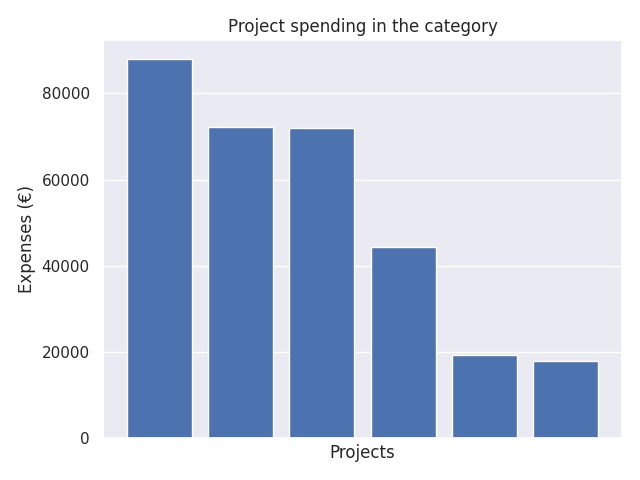 Project spending in the category
Expenses (€)
80000
60000
40000
20000
0
Projects